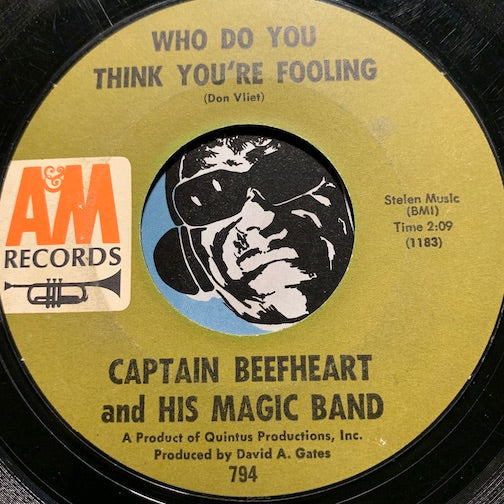 WHO DO YOU
THINK YOU'RE FOOLING
(Don Vliet)
A&M
RECORDS
Stelen Music
(BMI)
Time 2:09
(1183)
CAPTAIN BEEFHEART
and HIS MAGIC BAND
A Product of Quintus Productions, Inc.
Produced by David A. Gates
794